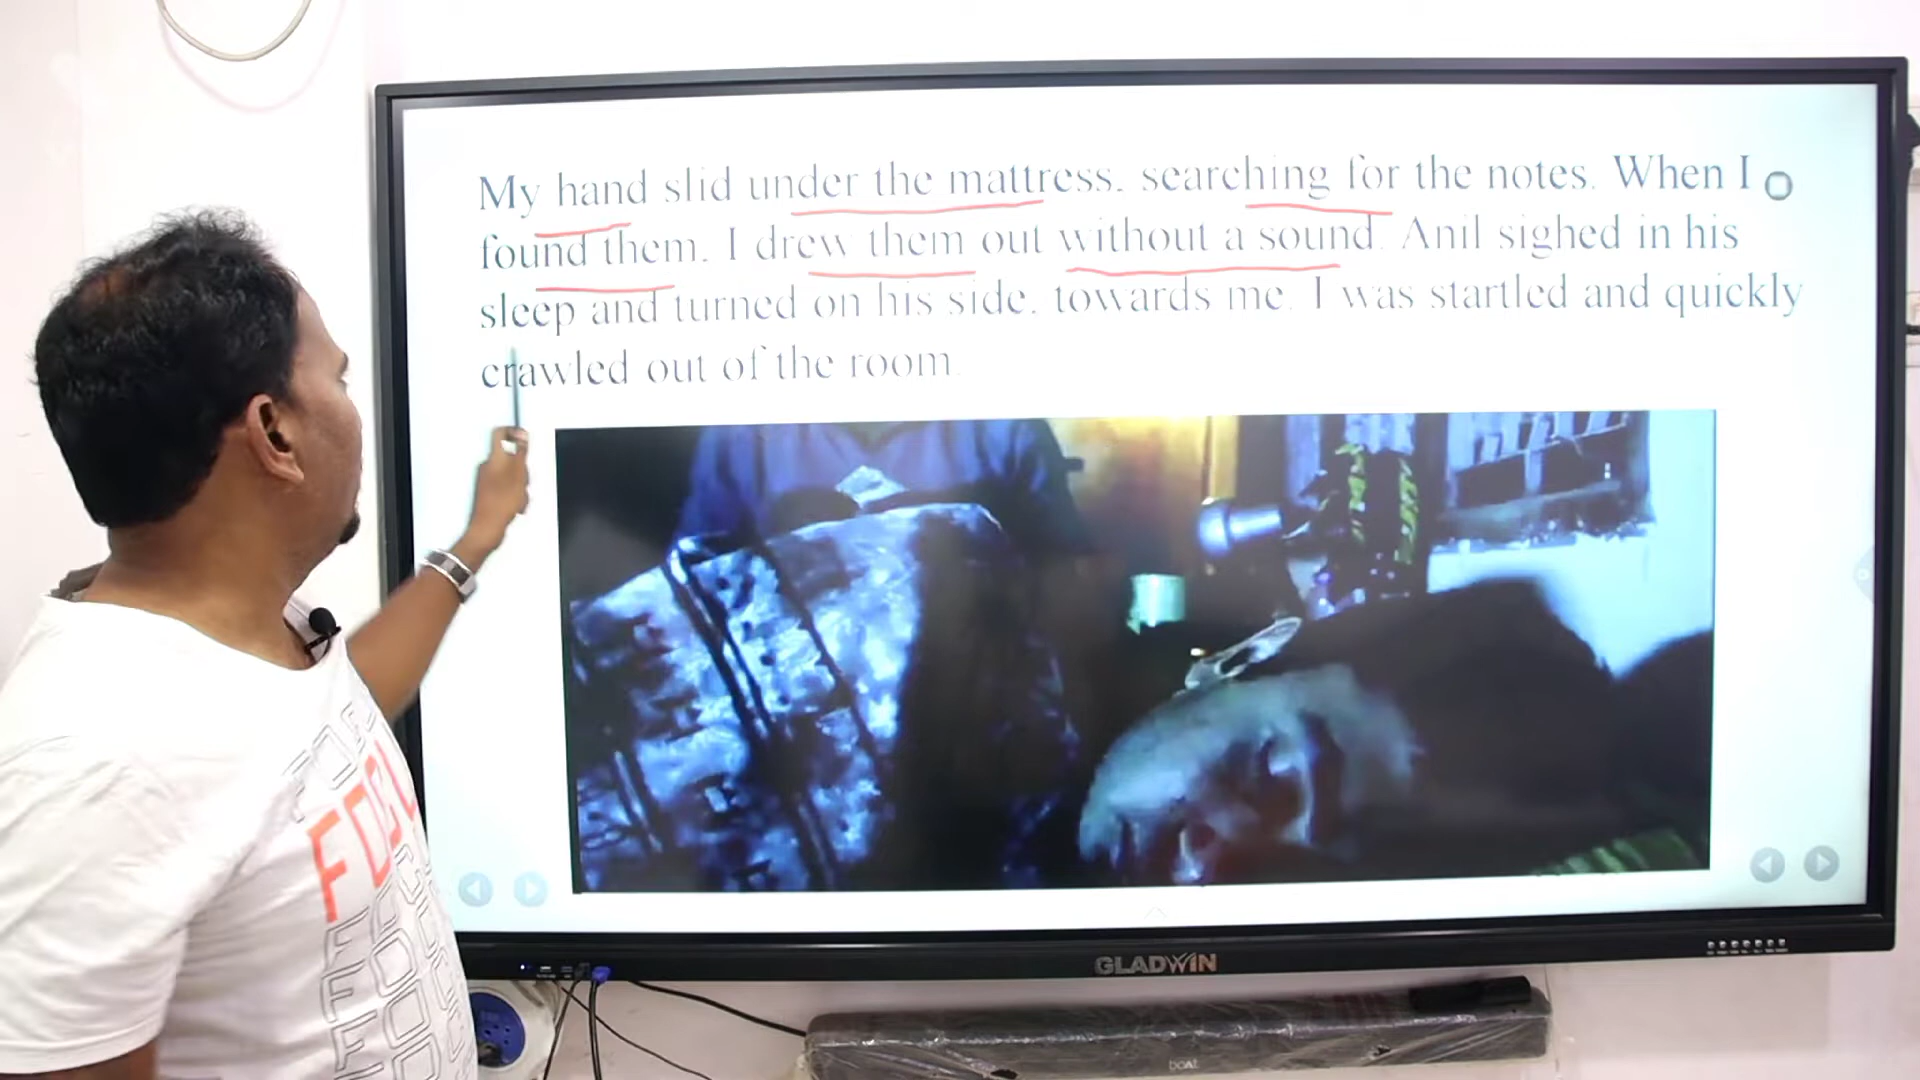 My hand slid under the mattress, searching for the notes. When I
found them, I drew them out without a sound. Anil sighed in his
sleep and turned on his side, towards me. I was startled and quickly
crawled out of the room.
FOCU
GLADWIN
boAt